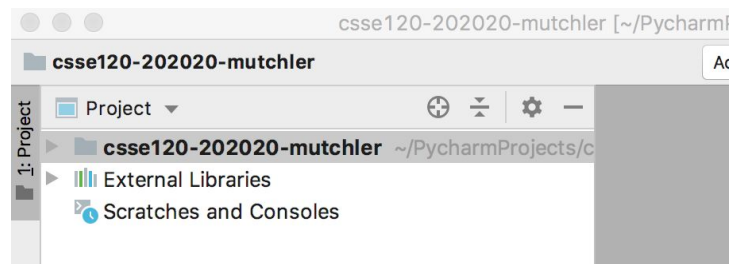 csse120-202020-mutchler [~/Pycharm
csse120-202020-mutchler
Ad
1: Project
Project
csse120-202020-mutchler ~/PycharmProjects/c
External Libraries
Scratches and Consoles